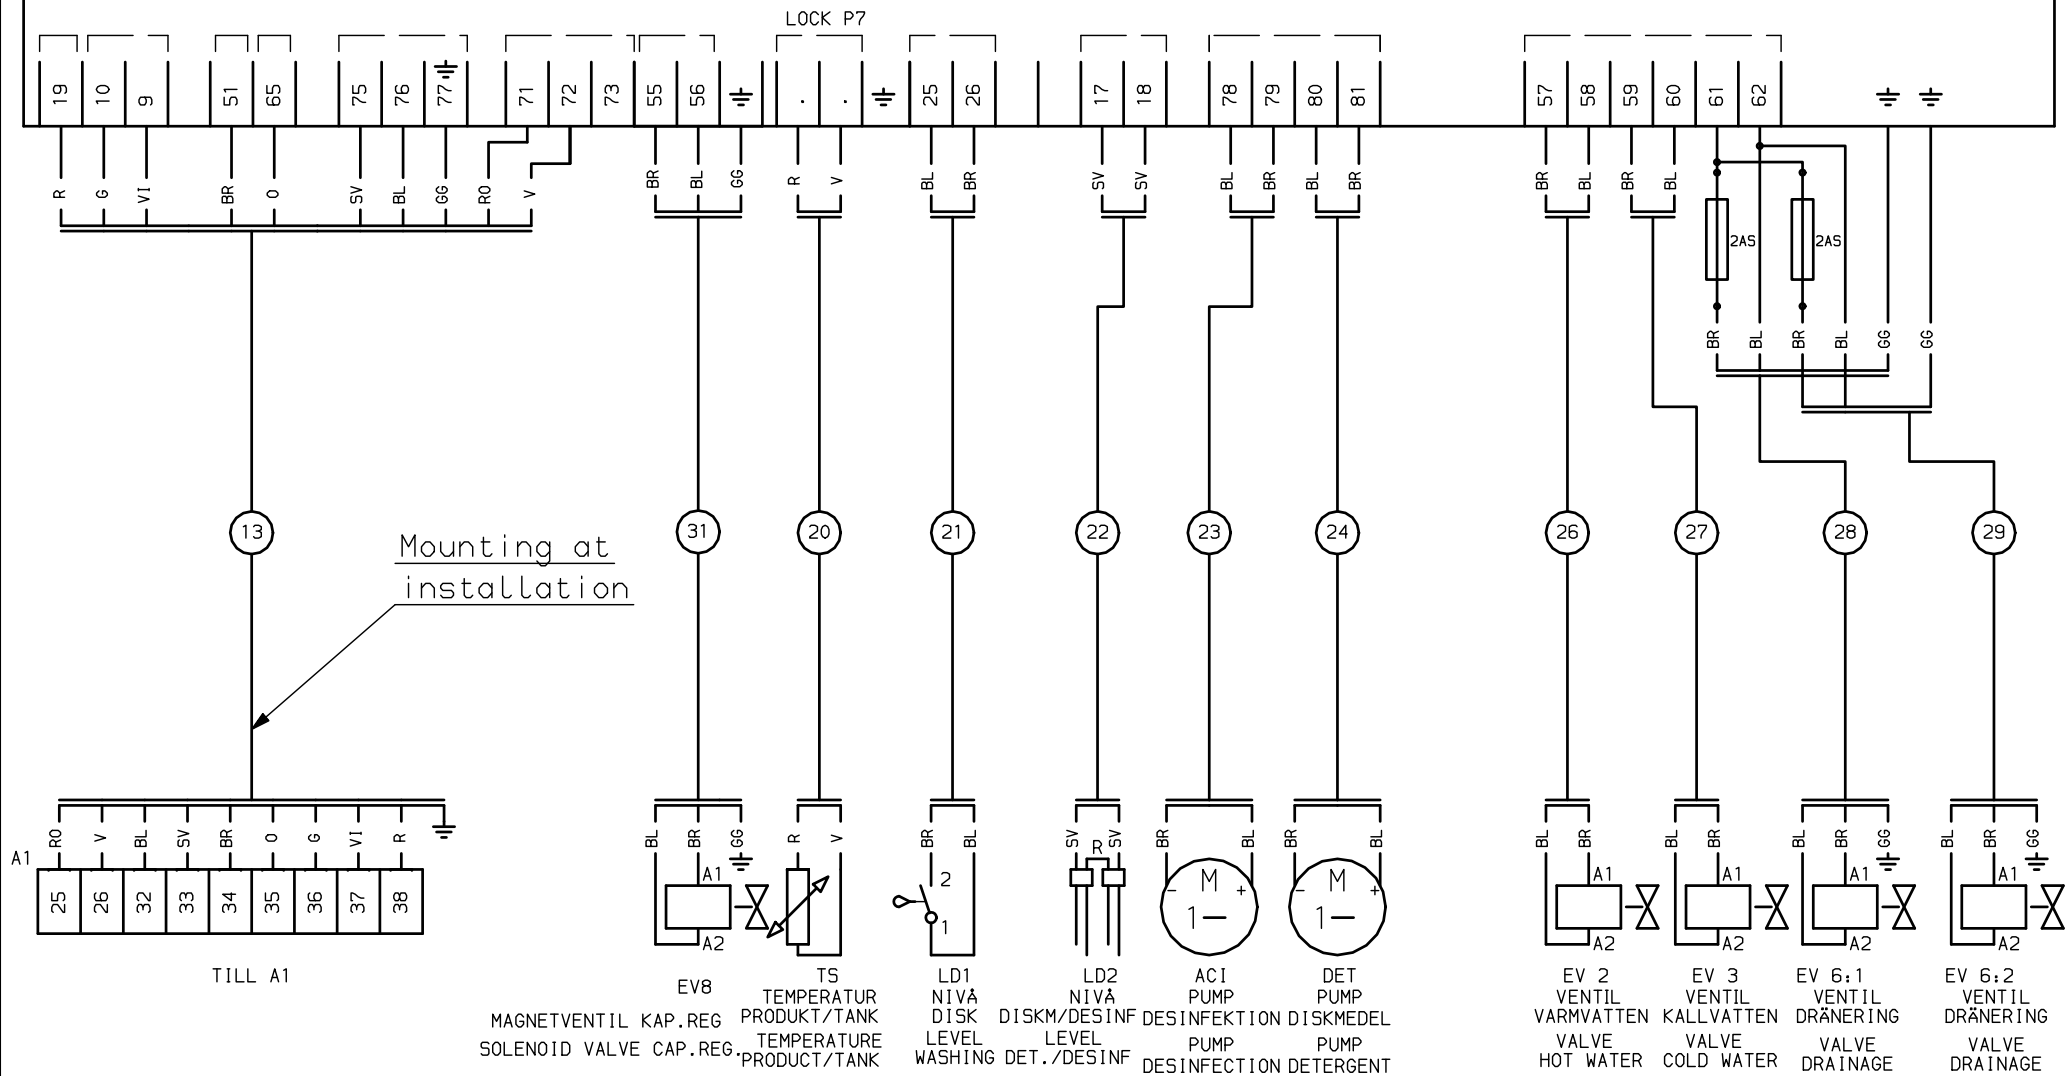 LOCK P7
19 10 9 51 65 75 76 77 71 72 73 55 56 . . 25 26 17 18 78 79 80 81 57 58 59 60 61 62
R G VI BR O SV BL GG RO V BR BL GG R V BL BR SV SV BL BR BL BR BR BL BR BL
2AS 2AS
BR BL BR BL GG GG
13 31 20 21 22 23 24 26 27 28 29
Mounting at
installation
RO V BL SV BR O G VI R BL BR GG R V BR BL SV R SV BR BL BR BL BL BR BL BR BL BR GG BL BR GG
A1
25 26 32 33 34 35 36 37 38
A1 A2
2 1
M 1 - +
M 1 - +
A1 A2
A1 A2
A1 A2
A1 A2
TILL A1
EV8
MAGNETVENTIL KAP.REG
SOLENOID VALVE CAP.REG.
TS
TEMPERATUR
PRODUKT/TANK
TEMPERATURE
PRODUCT/TANK
LD1
NIVÅ
DISK
LEVEL
WASHING
LD2
NIVÅ
DISKM/DESINF
LEVEL
DET./DESINF
ACI
PUMP
DESINFEKTION
PUMP
DESINFECTION
DET
PUMP
DISKMEDEL
PUMP
DETERGENT
EV 2
VENTIL
VARMVATTEN
VALVE
HOT WATER
EV 3
VENTIL
KALLVATTEN
VALVE
COLD WATER
EV 6:1
VENTIL
DRÄNERING
VALVE
DRAINAGE
EV 6:2
VENTIL
DRÄNERING
VALVE
DRAINAGE